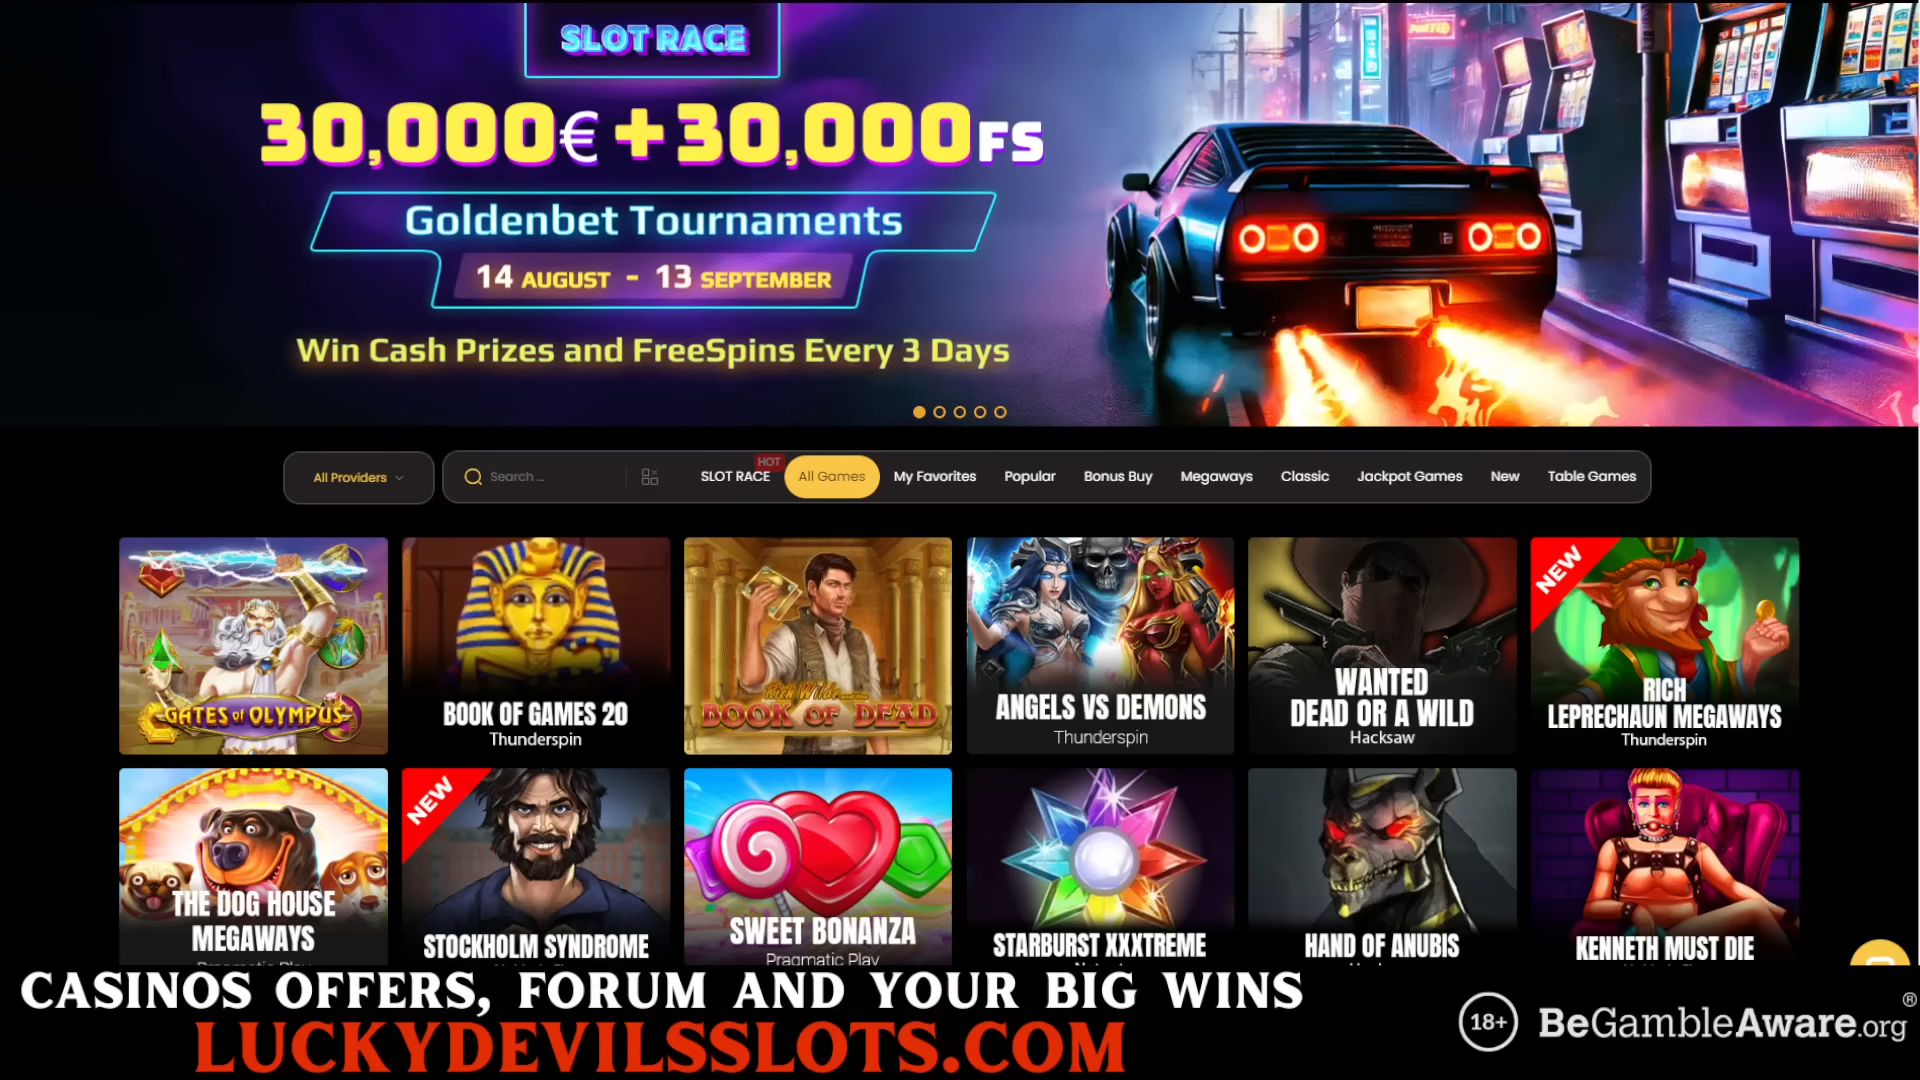 SLOT RACE
30,000€ + 30,000FS
Goldenbet Tournaments
14 AUGUST - 13 SEPTEMBER
Win Cash Prizes and FreeSpins Every 3 Days
All Providers
Search ...
HOT
SLOT RACE
All Games
My Favorites
Popular
Bonus Buy
Megaways
Classic
Jackpot Games
New
Table Games
GATES of OLYMPUS
BOOK OF GAMES 20
Thunderspin
Rich Wilde
BOOK OF DEAD
ANGELS VS DEMONS
Thunderspin
WANTED
DEAD OR A WILD
Hacksaw
NEW
RICH
LEPRECHAUN MEGAWAYS
Thunderspin
THE DOG HOUSE
MEGAWAYS
Pragmatic Play
NEW
STOCKHOLM SYNDROME
SWEET BONANZA
Pragmatic Play
STARBURST XXXTREME
HAND OF ANUBIS
KENNETH MUST DIE
CASINOS OFFERS, FORUM AND YOUR BIG WINS
LUCKYDEVILSSLOTS.COM
18+
BeGambleAware.org®